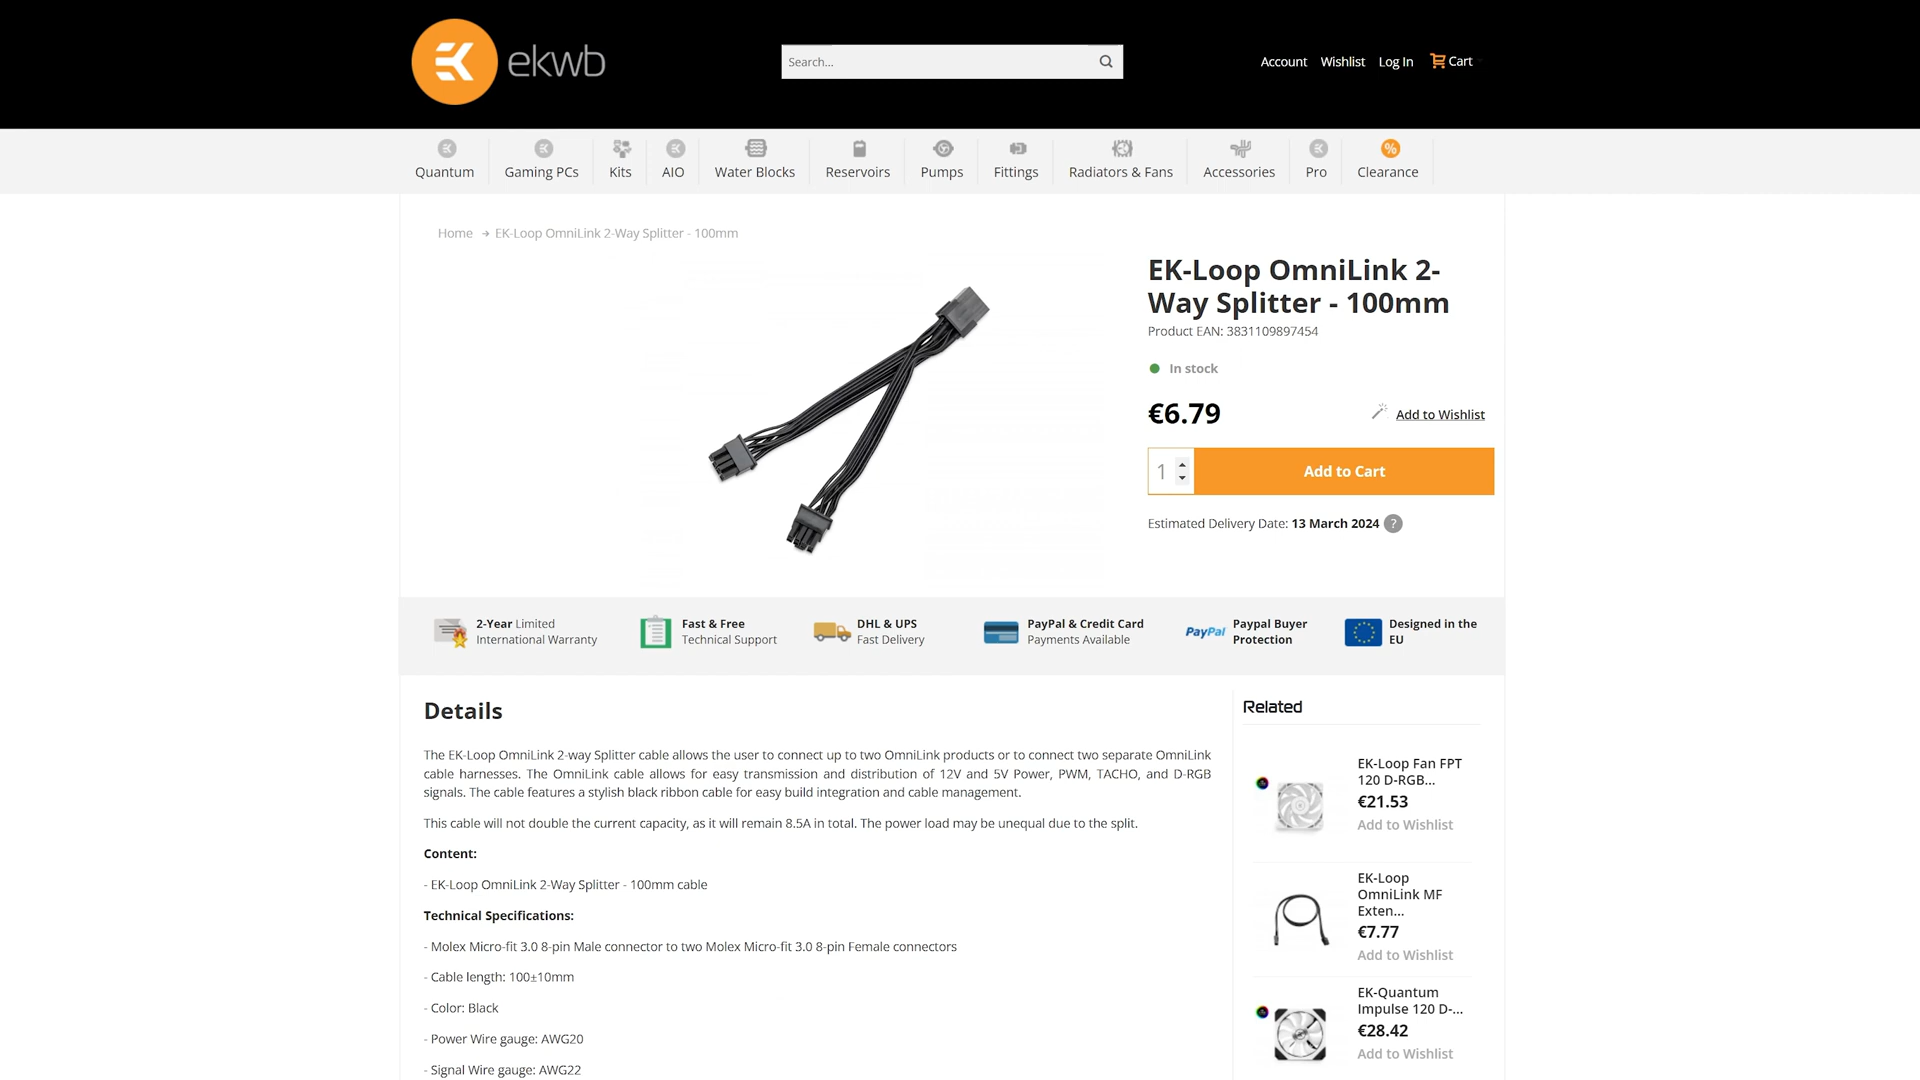 ekwb
Search...
Account
Wishlist
Log In
Cart
Quantum
Gaming PCs
Kits
AIO
Water Blocks
Reservoirs
Pumps
Fittings
Radiators & Fans
Accessories
Pro
%
Clearance
Home → EK-Loop OmniLink 2-Way Splitter - 100mm
EK-Loop OmniLink 2-
Way Splitter - 100mm
Product EAN: 3831109897454
In stock
€6.79
Add to Wishlist
1
Add to Cart
Estimated Delivery Date: 13 March 2024 ?
2-Year Limited
International Warranty
Fast & Free
Technical Support
DHL & UPS
Fast Delivery
PayPal & Credit Card
Payments Available
PayPal
Paypal Buyer
Protection
Designed in the
EU
Details
The EK-Loop OmniLink 2-way Splitter cable allows the user to connect up to two OmniLink products or to connect two separate OmniLink
cable harnesses. The OmniLink cable allows for easy transmission and distribution of 12V and 5V Power, PWM, TACHO, and D-RGB
signals. The cable features a stylish black ribbon cable for easy build integration and cable management.
This cable will not double the current capacity, as it will remain 8.5A in total. The power load may be unequal due to the split.
Content:
- EK-Loop OmniLink 2-Way Splitter - 100mm cable
Technical Specifications:
- Molex Micro-fit 3.0 8-pin Male connector to two Molex Micro-fit 3.0 8-pin Female connectors
- Cable length: 100±10mm
- Color: Black
- Power Wire gauge: AWG20
- Signal Wire gauge: AWG22
Related
EK-Loop Fan FPT
120 D-RGB...
€21.53
Add to Wishlist
EK-Loop
OmniLink MF
Exten...
€7.77
Add to Wishlist
EK-Quantum
Impulse 120 D-...
€28.42
Add to Wishlist